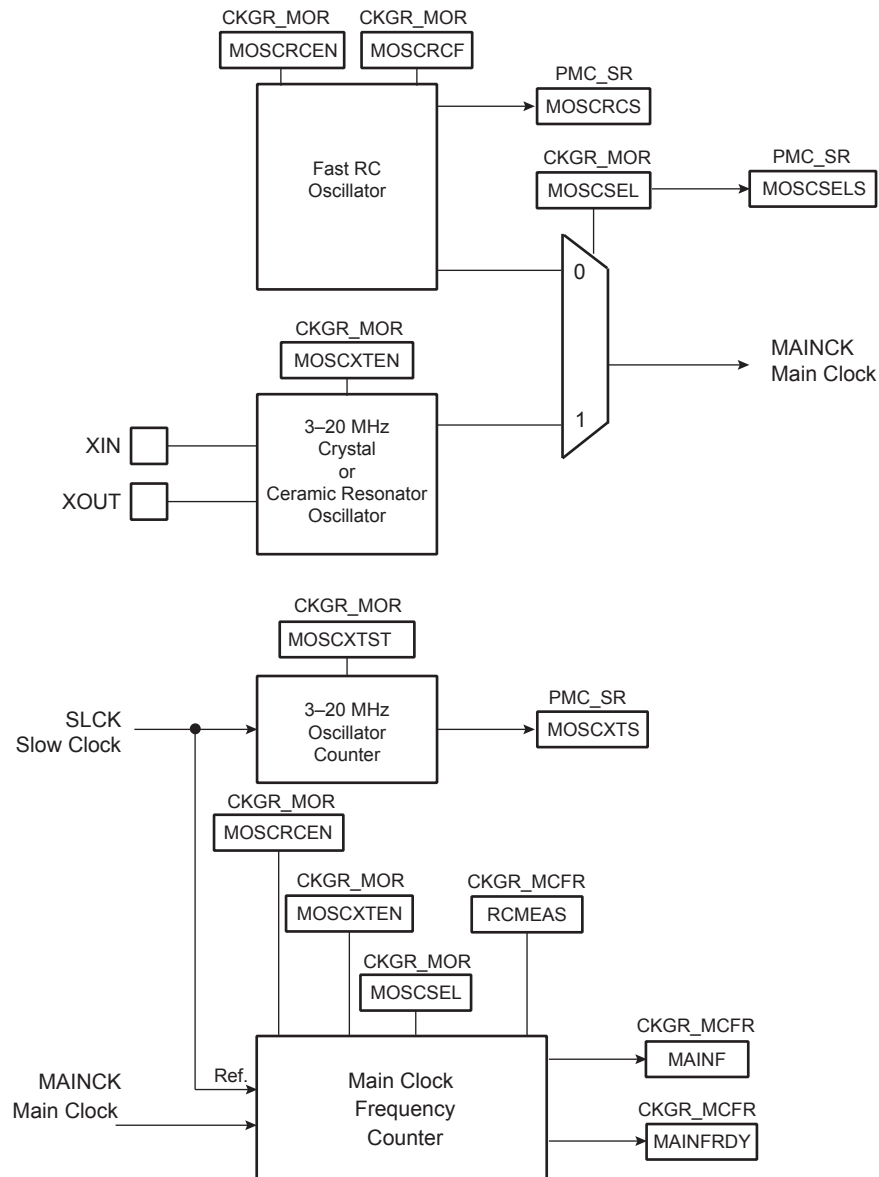 CKGR_MOR CKGR_MOR
MOSCRCEN MOSCRCF
PMC_SR
MOSCRCS
Fast RC
Oscillator
CKGR_MOR
MOSCSEL
PMC_SR
MOSCSELS
0
1
MAINCK
Main Clock
CKGR_MOR
MOSCXTEN
XIN
XOUT
3–20 MHz
Crystal
or
Ceramic Resonator
Oscillator
CKGR_MOR
MOSCXTST
SLCK
Slow Clock
3–20 MHz
Oscillator
Counter
PMC_SR
MOSCXTS
CKGR_MOR
MOSCRCEN
CKGR_MOR
MOSCXTEN
CKGR_MCFR
RCMEAS
CKGR_MOR
MOSCSEL
MAINCK
Main Clock
Ref.
Main Clock
Frequency
Counter
CKGR_MCFR
MAINF
CKGR_MCFR
MAINFRDY